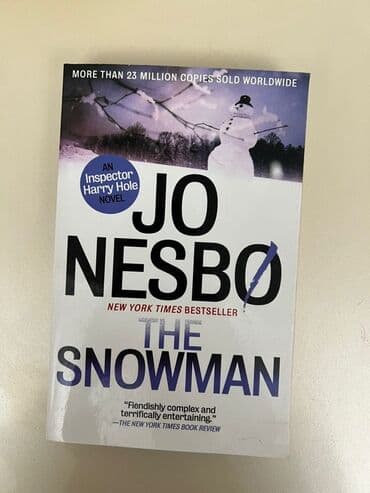 MORE THAN 23 MILLION COPIES SOLD WORLDWIDE
AN
Inspector
Harry Hole
NOVEL
JO
NESBØ
NEW YORK TIMES BESTSELLER
THE
SNOWMAN
"Fiendishly complex and
terrifically entertaining."
—THE NEW YORK TIMES BOOK REVIEW